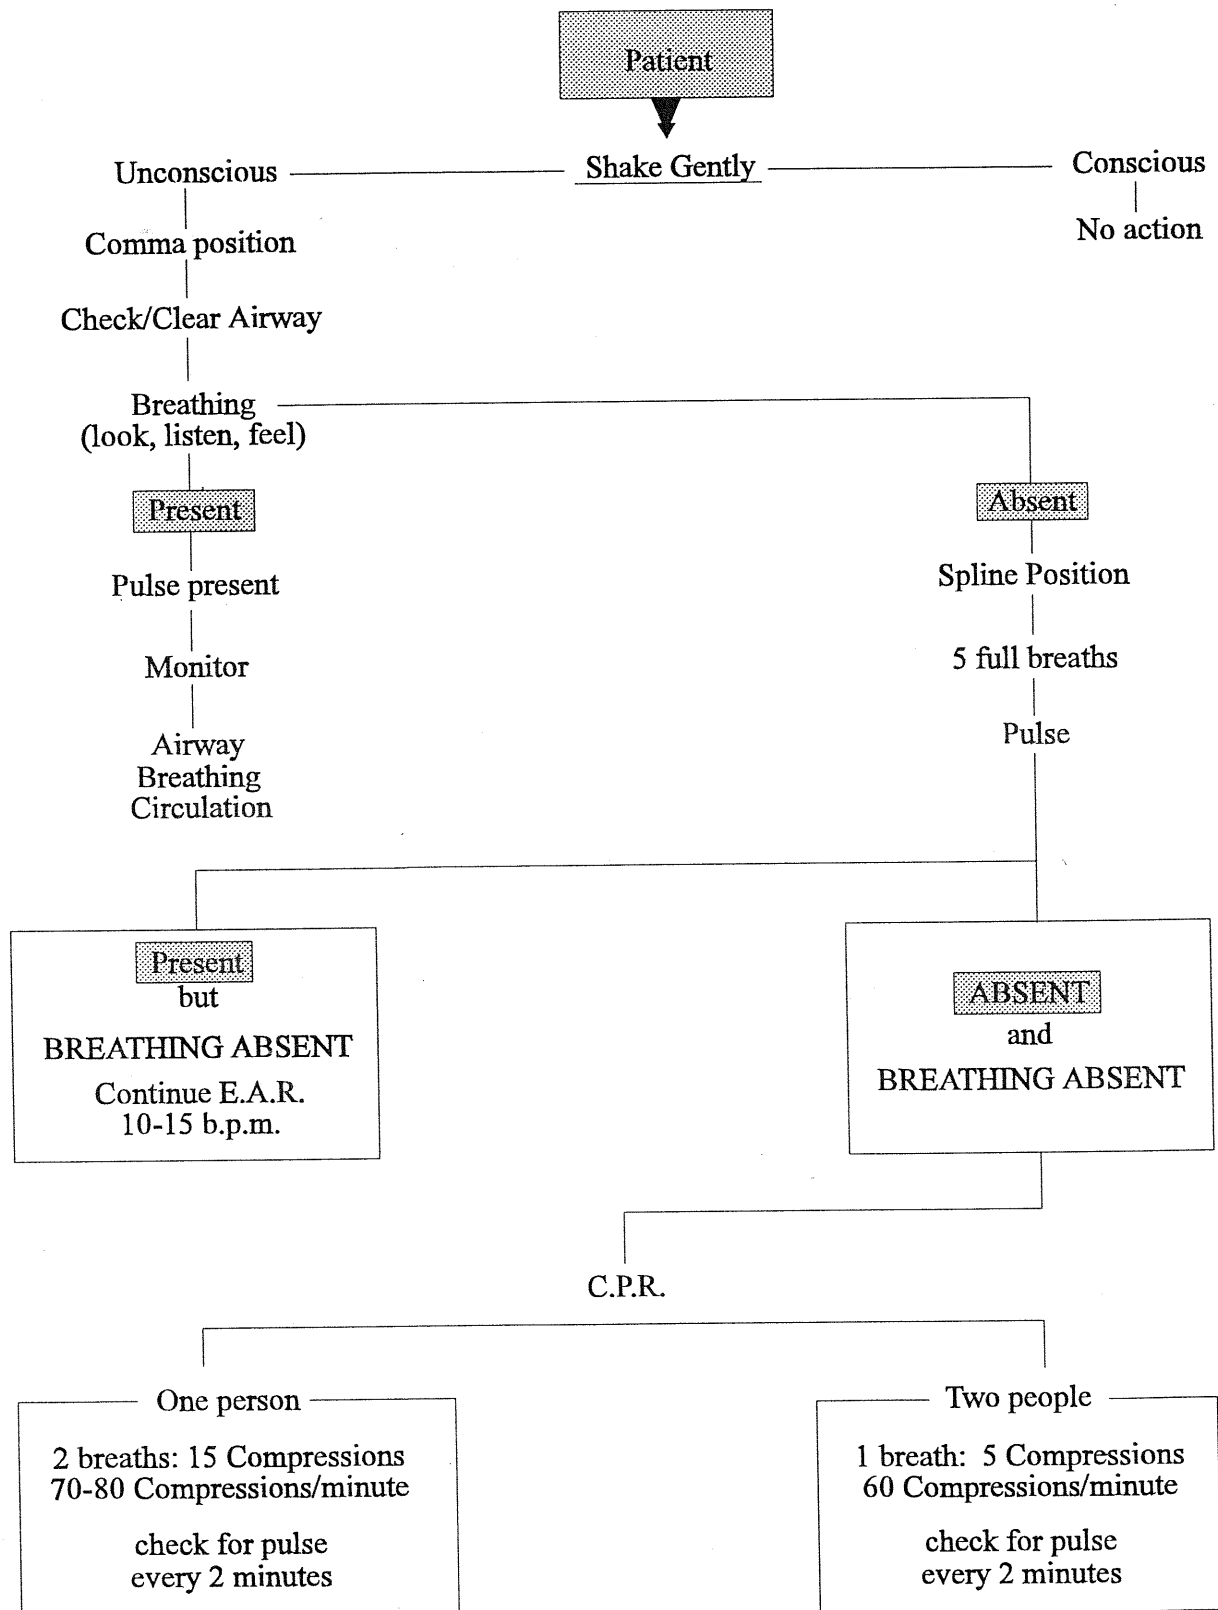 Patient
Unconscious
Shake Gently
Conscious
Comma position
No action
Check/Clear Airway
Breathing
(look, listen, feel)
Present
Absent
Pulse present
Spline Position
Monitor
5 full breaths
Airway
Breathing
Circulation
Pulse
Present
but
BREATHING ABSENT
Continue E.A.R.
10-15 b.p.m.
ABSENT
and
BREATHING ABSENT
C.P.R.
One person
2 breaths: 15 Compressions
70-80 Compressions/minute
check for pulse
every 2 minutes
Two people
1 breath: 5 Compressions
60 Compressions/minute
check for pulse
every 2 minutes